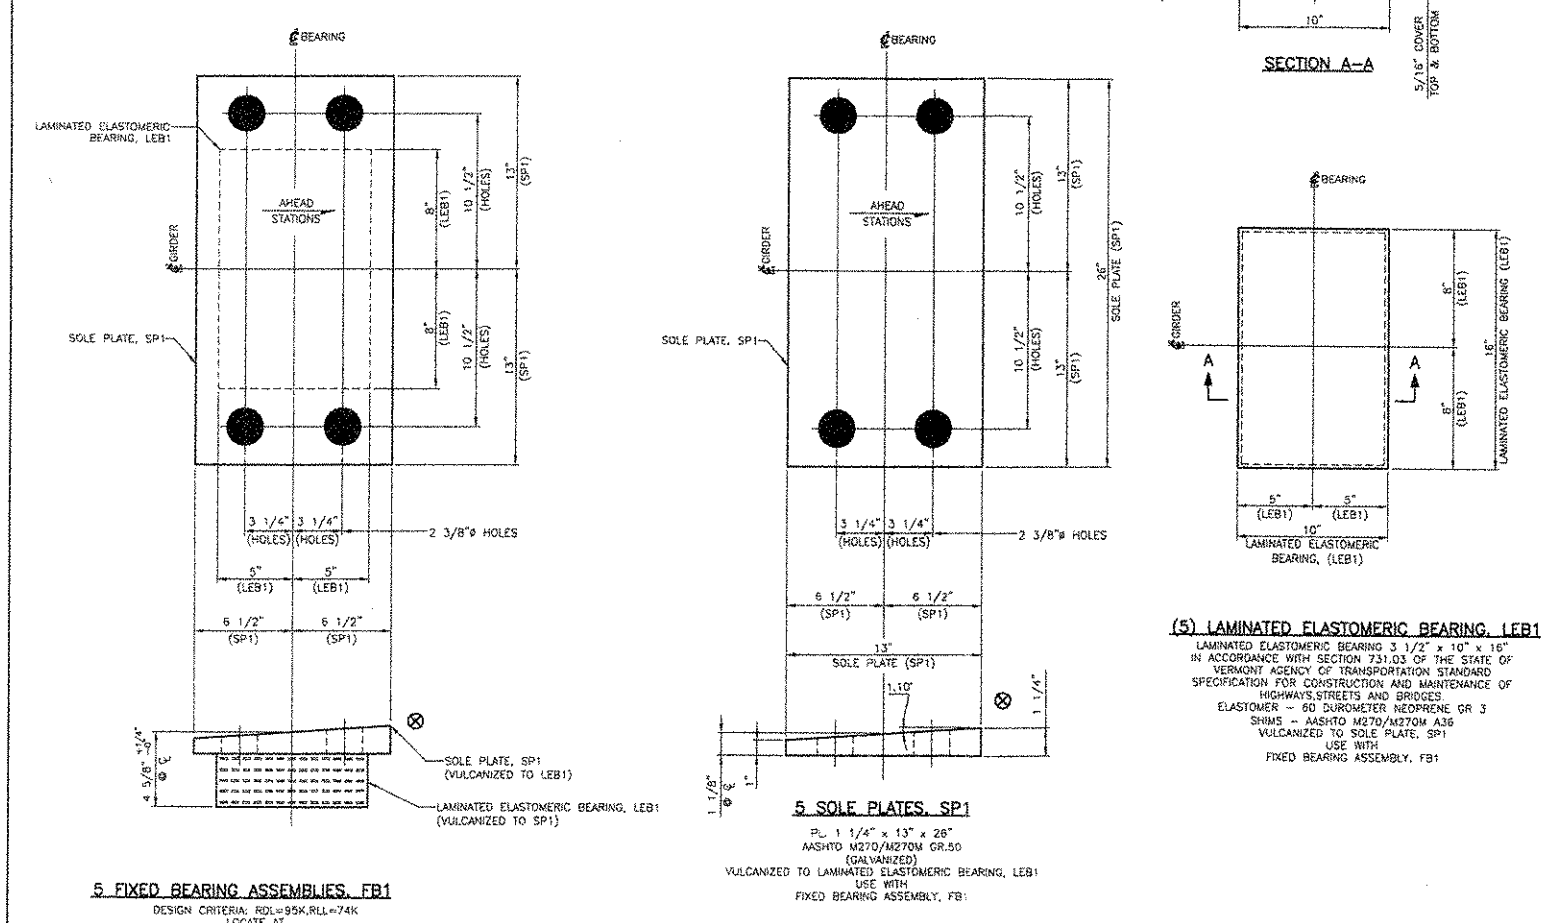 ℄ BEARING
LAMINATED ELASTOMERIC
BEARING, LEB1
AHEAD
STATIONS
℄ GIRDER
SOLE PLATE, SP1
8"
(LEB1)
10 1/2"
(HOLES)
13"
(SP1)
8"
(LEB1)
10 1/2"
(HOLES)
13"
(SP1)
3 1/4" 3 1/4"
(HOLES) (HOLES)
2 3/8"ø HOLES
5" 5"
(LEB1) (LEB1)
6 1/2" 6 1/2"
(SP1) (SP1)
4 5/8" +1/4" -0"
@ ℄
SOLE PLATE, SP1
(VULCANIZED TO LEB1)
LAMINATED ELASTOMERIC BEARING, LEB1
(VULCANIZED TO SP1)
5 FIXED BEARING ASSEMBLIES, FB1
DESIGN CRITERIA: RDL=95K,RLL=74K
LOCATE AT
℄ BEARING
AHEAD
STATIONS
℄ GIRDER
SOLE PLATE, SP1
10 1/2"
(HOLES)
13"
(SP1)
26"
SOLE PLATE (SP1)
10 1/2"
(HOLES)
13"
(SP1)
3 1/4" 3 1/4"
(HOLES) (HOLES)
2 3/8"ø HOLES
6 1/2" 6 1/2"
(SP1) (SP1)
13"
SOLE PLATE (SP1)
1.10°
1 1/4"
1 1/8"
@ ℄
1"
5 SOLE PLATES, SP1
PL 1 1/4" x 13" x 26"
AASHTO M270/M270M GR.50
(GALVANIZED)
VULCANIZED TO LAMINATED ELASTOMERIC BEARING, LEB1
USE WITH
FIXED BEARING ASSEMBLY, FB1
10"
SECTION A-A
5/16" COVER
TOP & BOTTOM
℄ BEARING
℄ GIRDER
A A
8"
(LEB1)
8"
(LEB1)
16"
LAMINATED ELASTOMERIC BEARING (LEB1)
5" 5"
(LEB1) (LEB1)
10"
LAMINATED ELASTOMERIC
BEARING, (LEB1)
(5) LAMINATED ELASTOMERIC BEARING, LEB1
LAMINATED ELASTOMERIC BEARING 3 1/2" x 10" x 16"
IN ACCORDANCE WITH SECTION 731.03 OF THE STATE OF
VERMONT AGENCY OF TRANSPORTATION STANDARD
SPECIFICATION FOR CONSTRUCTION AND MAINTENANCE OF
HIGHWAYS,STREETS AND BRIDGES.
ELASTOMER - 60 DUROMETER NEOPRENE GR 3
SHIMS - AASHTO M270/M270M A36
VULCANIZED TO SOLE PLATE, SP1
USE WITH
FIXED BEARING ASSEMBLY, FB1